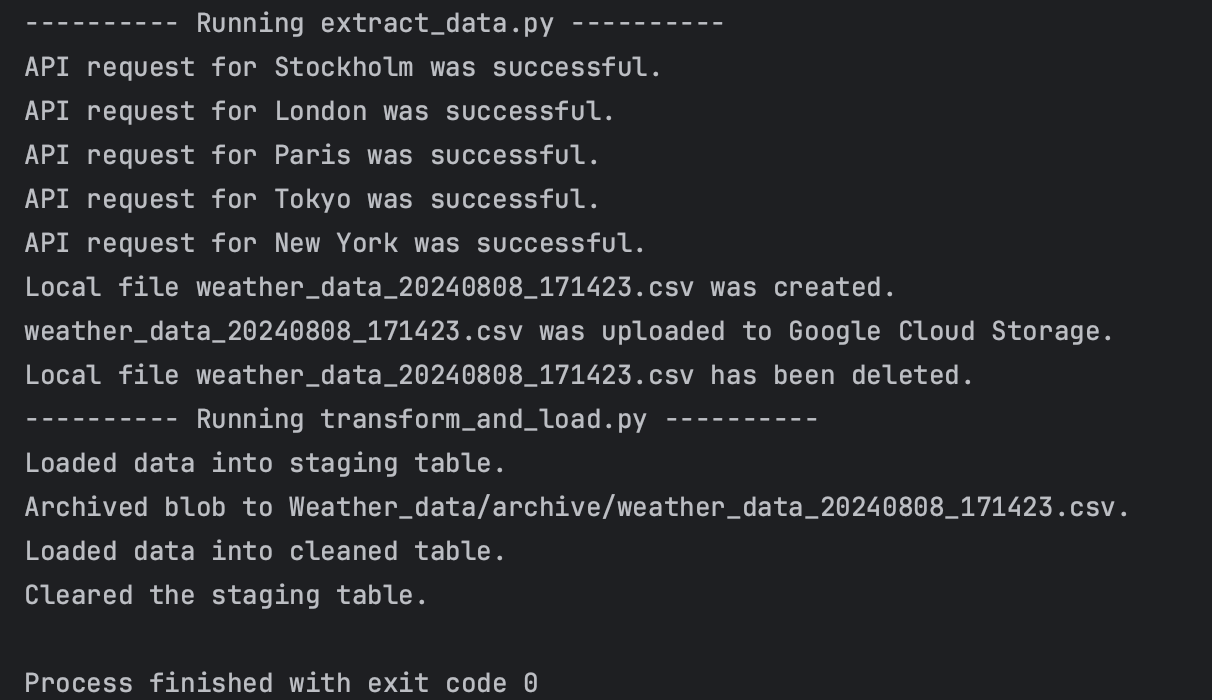 ---------- Running extract_data.py ----------
API request for Stockholm was successful.
API request for London was successful.
API request for Paris was successful.
API request for Tokyo was successful.
API request for New York was successful.
Local file weather_data_20240808_171423.csv was created.
weather_data_20240808_171423.csv was uploaded to Google Cloud Storage.
Local file weather_data_20240808_171423.csv has been deleted.
---------- Running transform_and_load.py ----------
Loaded data into staging table.
Archived blob to Weather_data/archive/weather_data_20240808_171423.csv.
Loaded data into cleaned table.
Cleared the staging table.

Process finished with exit code 0